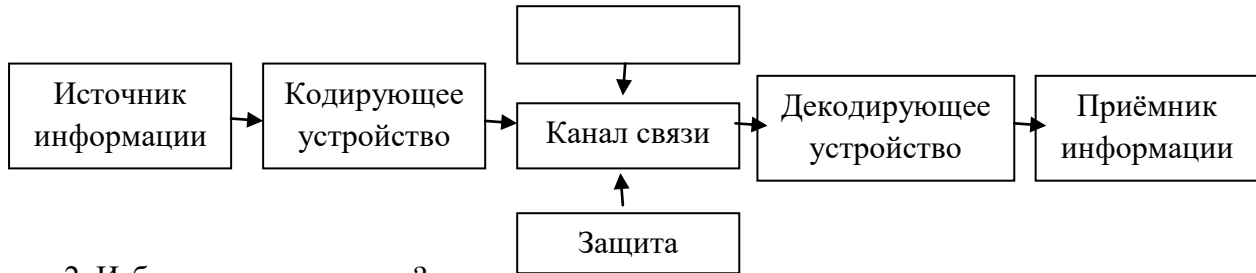 Источник
информации
Кодирующее
устройство
Канал связи
Декодирующее
устройство
Приёмник
информации
Защита